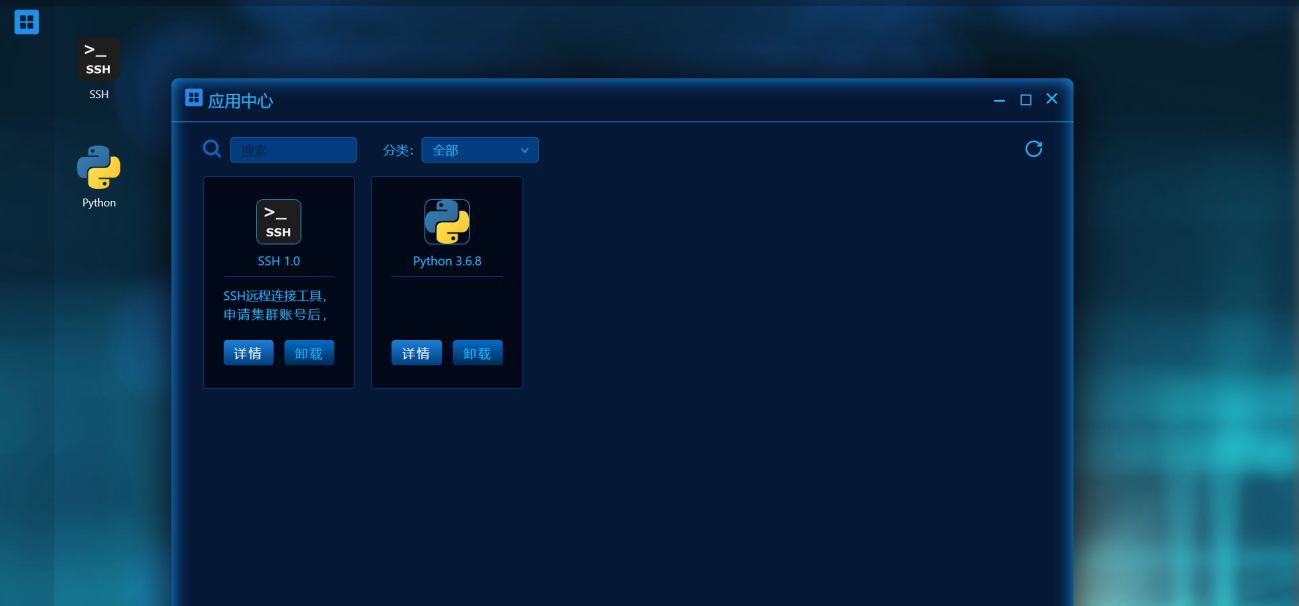 >_
SSH
SSH
Python
应用中心
搜索
分类：
全部
>_
SSH
SSH 1.0
SSH远程连接工具，
申请集群账号后，
详情
卸载
Python 3.6.8
详情
卸载